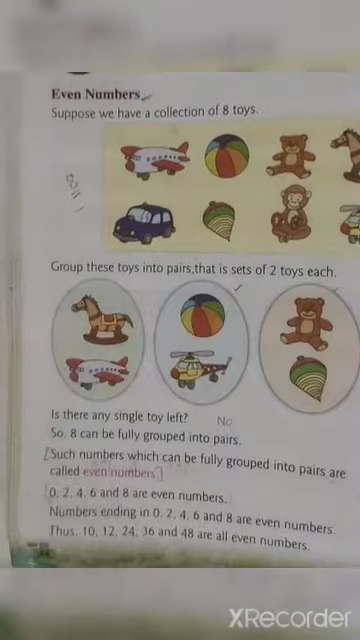 Even Numbers
Suppose we have a collection of 8 toys.
Group these toys into pairs,that is sets of 2 toys each.
Is there any single toy left? No
So, 8 can be fully grouped into pairs.
[Such numbers which can be fully grouped into pairs are
called even numbers]
0, 2, 4, 6 and 8 are even numbers.
Numbers ending in 0, 2, 4, 6 and 8 are even numbers.
Thus, 10, 12, 24, 36 and 48 are all even numbers.
XRecorder